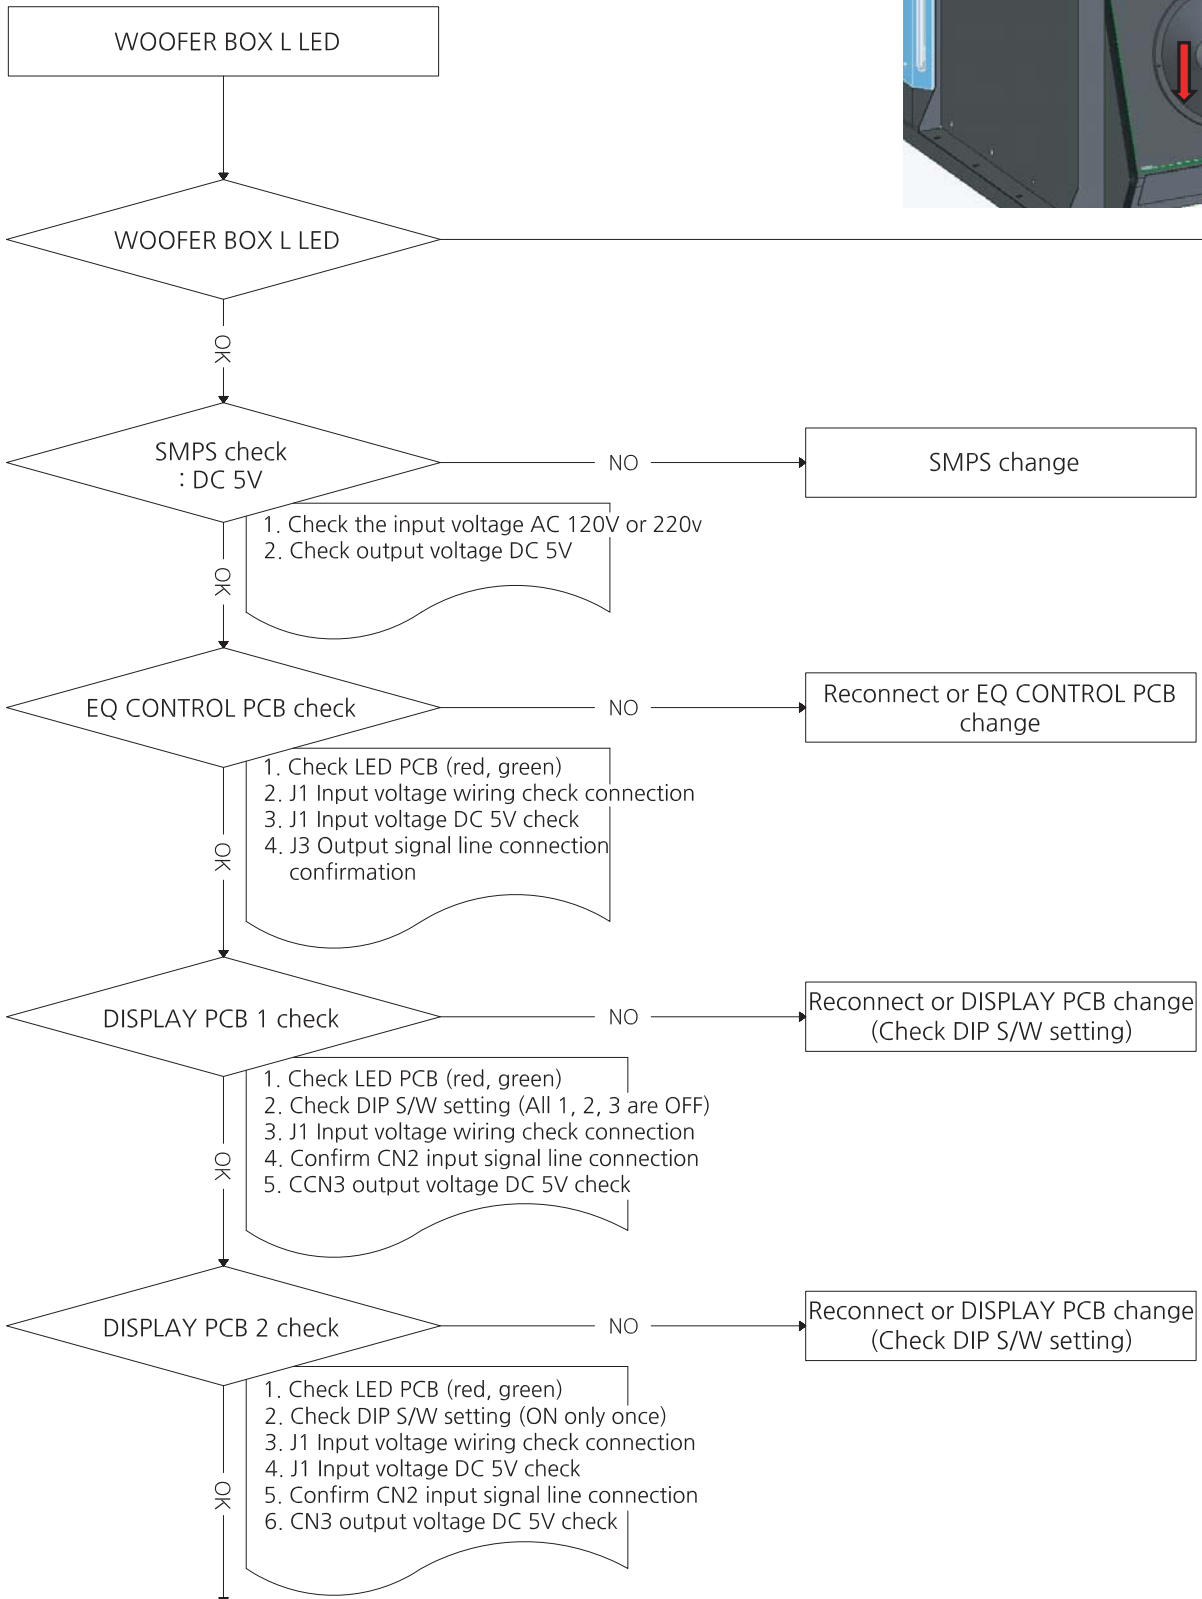 WOOFER BOX L LED
WOOFER BOX L LED
OK
SMPS check
: DC 5V
NO
SMPS change
1. Check the input voltage AC 120V or 220v
2. Check output voltage DC 5V
OK
EQ CONTROL PCB check
NO
Reconnect or EQ CONTROL PCB
change
1. Check LED PCB (red, green)
2. J1 Input voltage wiring check connection
3. J1 Input voltage DC 5V check
4. J3 Output signal line connection
confirmation
OK
DISPLAY PCB 1 check
NO
Reconnect or DISPLAY PCB change
(Check DIP S/W setting)
1. Check LED PCB (red, green)
2. Check DIP S/W setting (All 1, 2, 3 are OFF)
3. J1 Input voltage wiring check connection
4. Confirm CN2 input signal line connection
5. CCN3 output voltage DC 5V check
OK
DISPLAY PCB 2 check
NO
Reconnect or DISPLAY PCB change
(Check DIP S/W setting)
1. Check LED PCB (red, green)
2. Check DIP S/W setting (ON only once)
3. J1 Input voltage wiring check connection
4. J1 Input voltage DC 5V check
5. Confirm CN2 input signal line connection
6. CN3 output voltage DC 5V check
OK